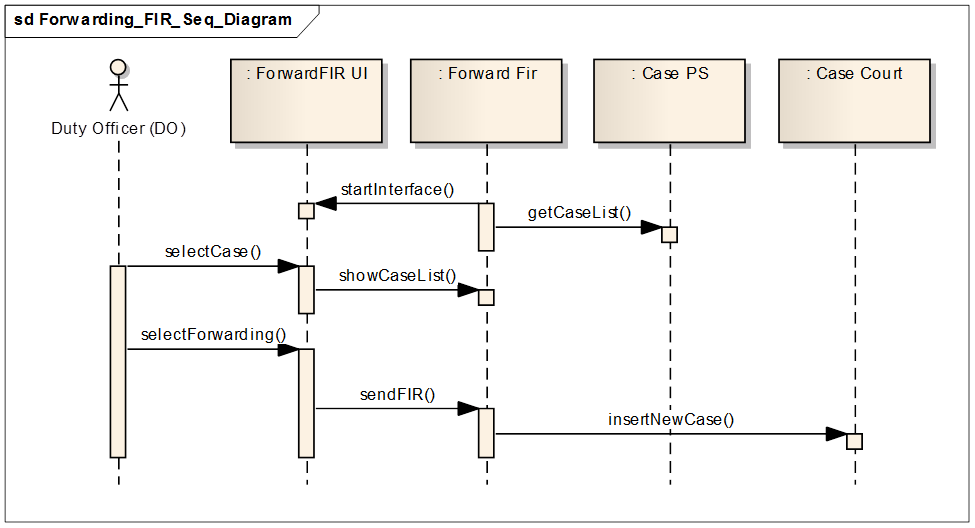 sd Forwarding_FIR_Seq_Diagram
: ForwardFIR UI
: Forward Fir
: Case PS
: Case Court
Duty Officer (DO)
startInterface()
getCaseList()
selectCase()
showCaseList()
selectForwarding()
sendFIR()
insertNewCase()